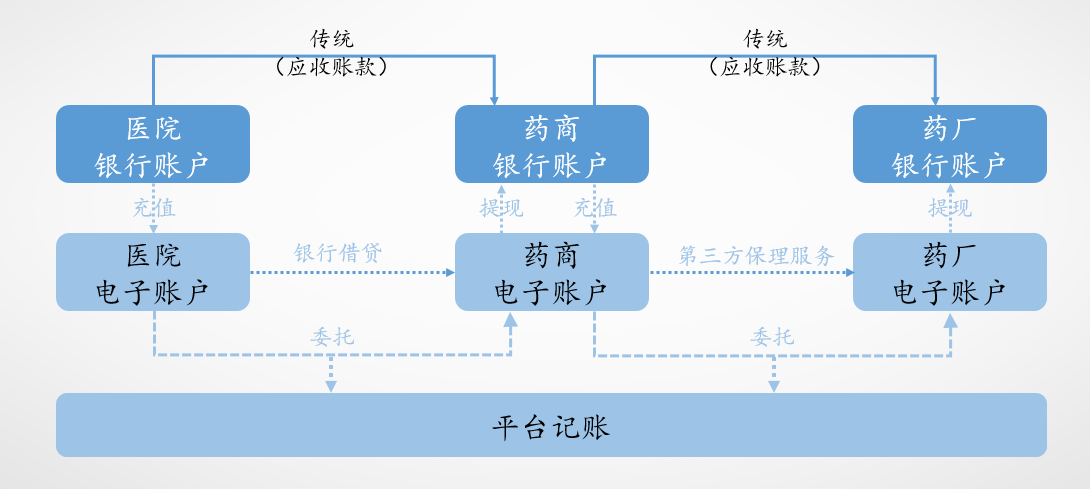 传统
(应收账款)
传统
(应收账款)
医院
银行账户
药商
银行账户
药厂
银行账户
充值
提现
充值
提现
医院
电子账户
银行借贷
药商
电子账户
第三方保理服务
药厂
电子账户
委托
委托
平台记账